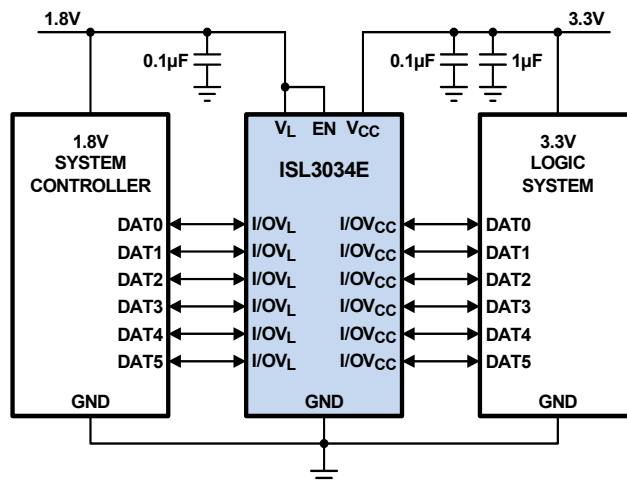 1.8V
3.3V
0.1µF
0.1µF
1µF
1.8V
SYSTEM
CONTROLLER
DAT0
DAT1
DAT2
DAT3
DAT4
DAT5
GND
VL
EN
VCC
ISL3034E
I/OVL
I/OVCC
I/OVL
I/OVCC
I/OVL
I/OVCC
I/OVL
I/OVCC
I/OVL
I/OVCC
I/OVL
I/OVCC
GND
3.3V
LOGIC
SYSTEM
DAT0
DAT1
DAT2
DAT3
DAT4
DAT5
GND